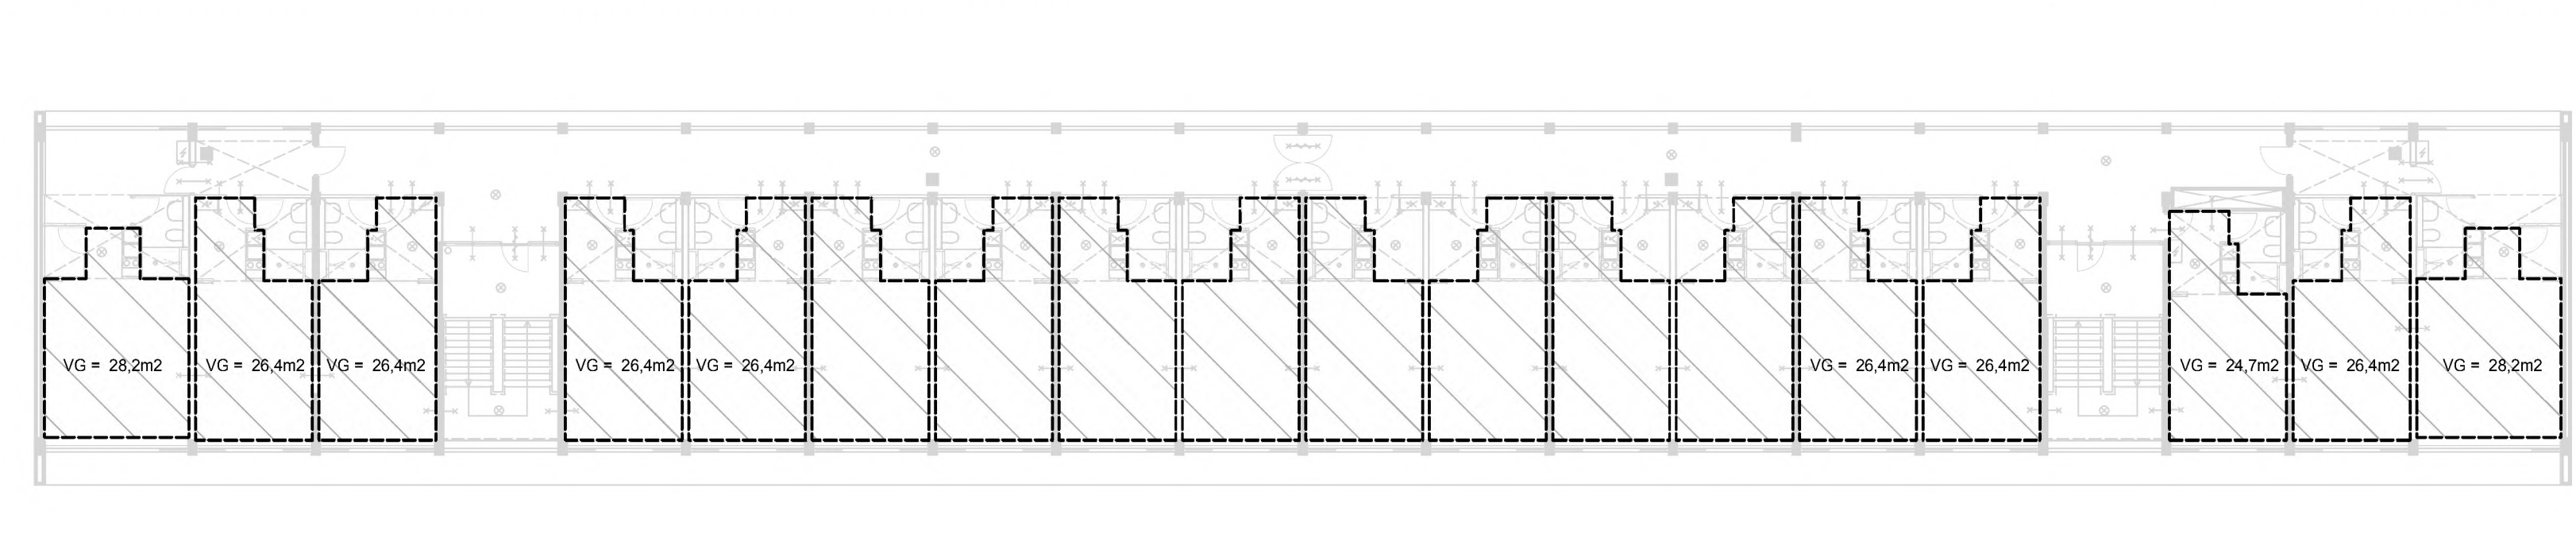 VG = 28,2m2
VG = 26,4m2
VG = 26,4m2
VG = 26,4m2
VG = 26,4m2
VG = 26,4m2
VG = 26,4m2
VG = 24,7m2
VG = 26,4m2
VG = 28,2m2